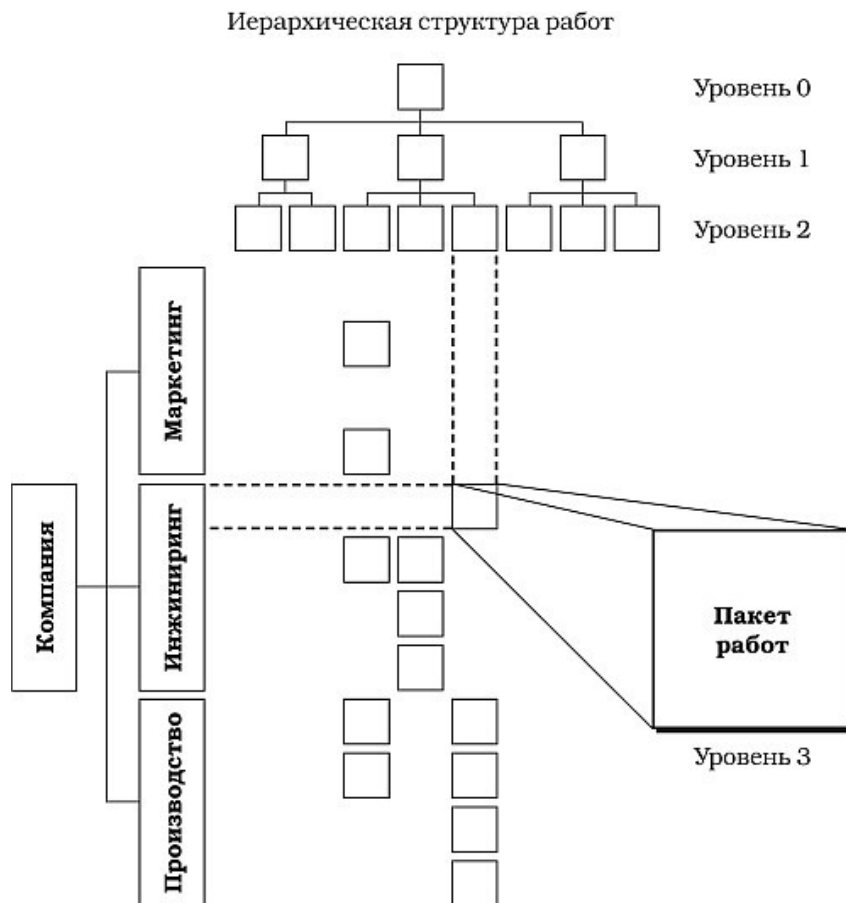 Иерархическая структура работ
Уровень 0
Уровень 1
Уровень 2
Маркетинг
Компания
Инжиниринг
Пакет
работ
Производство
Уровень 3